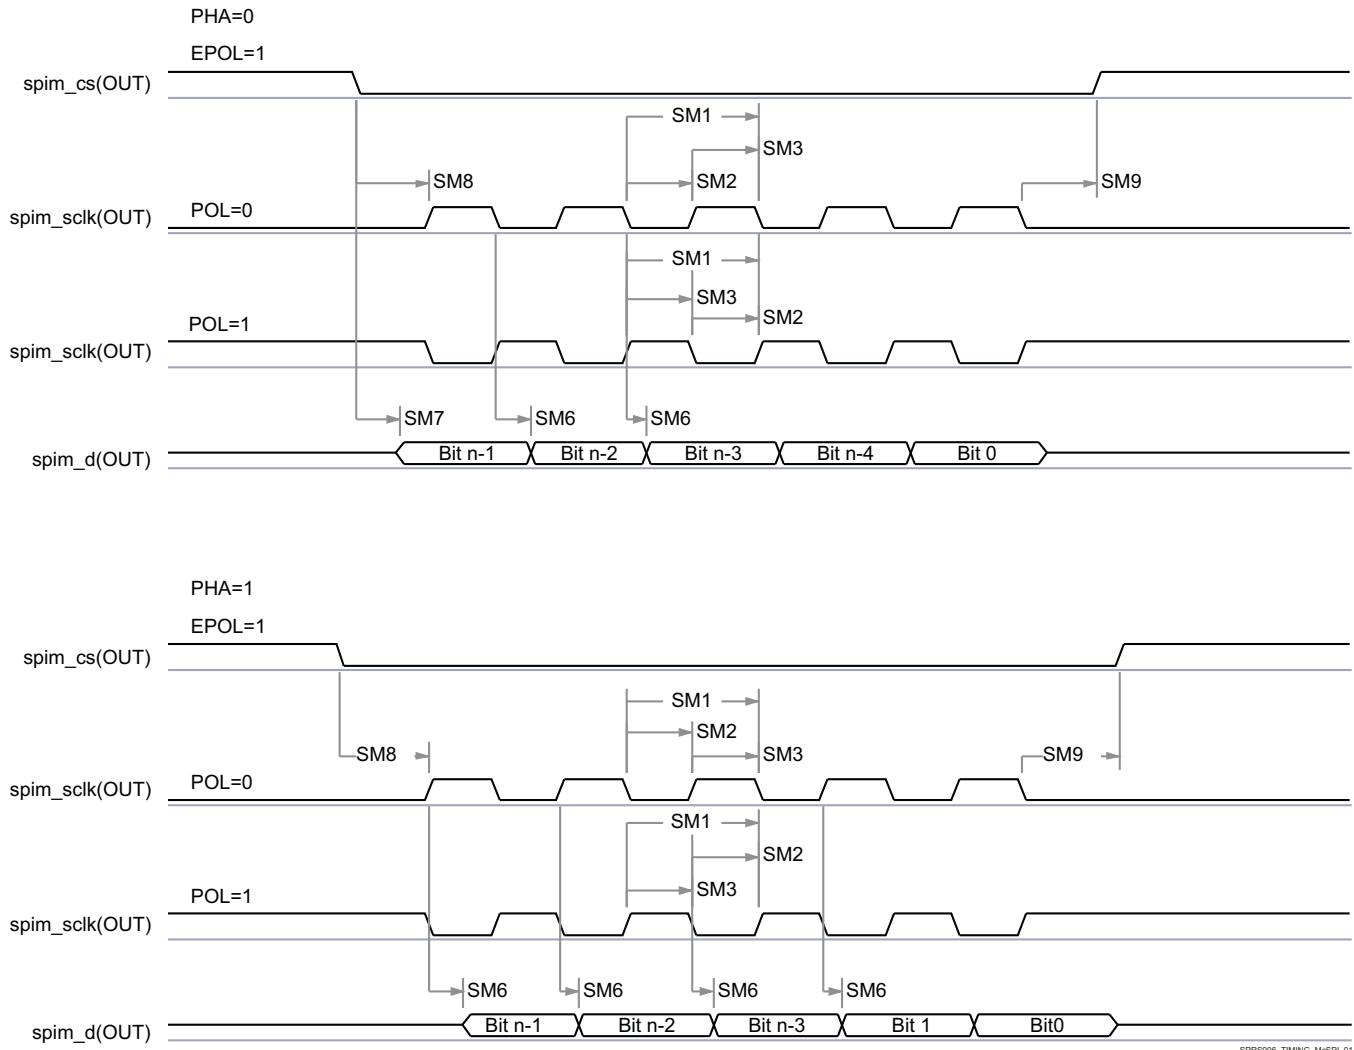 PHA=0
EPOL=1
spim_cs(OUT)
SM1
SM3
SM8
SM2
SM9
POL=0
spim_sclk(OUT)
SM1
SM3
SM2
POL=1
spim_sclk(OUT)
SM7
SM6
SM6
spim_d(OUT)
Bit n-1
Bit n-2
Bit n-3
Bit n-4
Bit 0
PHA=1
EPOL=1
spim_cs(OUT)
SM1
SM2
SM8
SM3
SM9
POL=0
spim_sclk(OUT)
SM1
SM2
SM3
POL=1
spim_sclk(OUT)
SM6
SM6
SM6
SM6
spim_d(OUT)
Bit n-1
Bit n-2
Bit n-3
Bit 1
Bit0